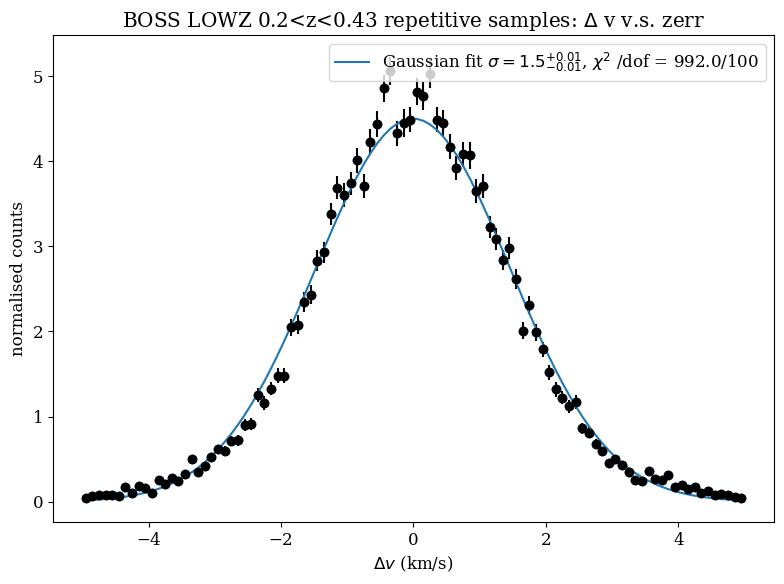 BOSS LOWZ 0.2<z<0.43 repetitive samples: Δ v v.s. zerr
Gaussian fit σ = 1.5^{+0.01}_{-0.01}, χ² /dof = 992.0/100
normalised counts
5
4
3
2
1
0
−4 −2 0 2 4
Δv (km/s)